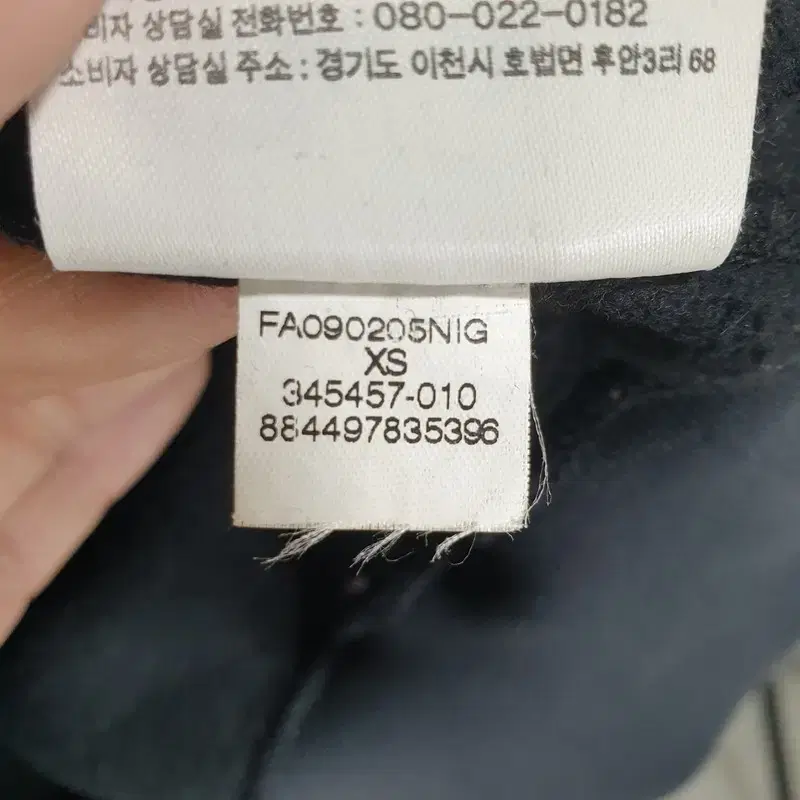 비자 상담실 전화번호 : 080-022-0182
소비자 상담실 주소 : 경기도 이천시 호법면 후안3리 68
FA090205NIG
XS
345457-010
884497835396